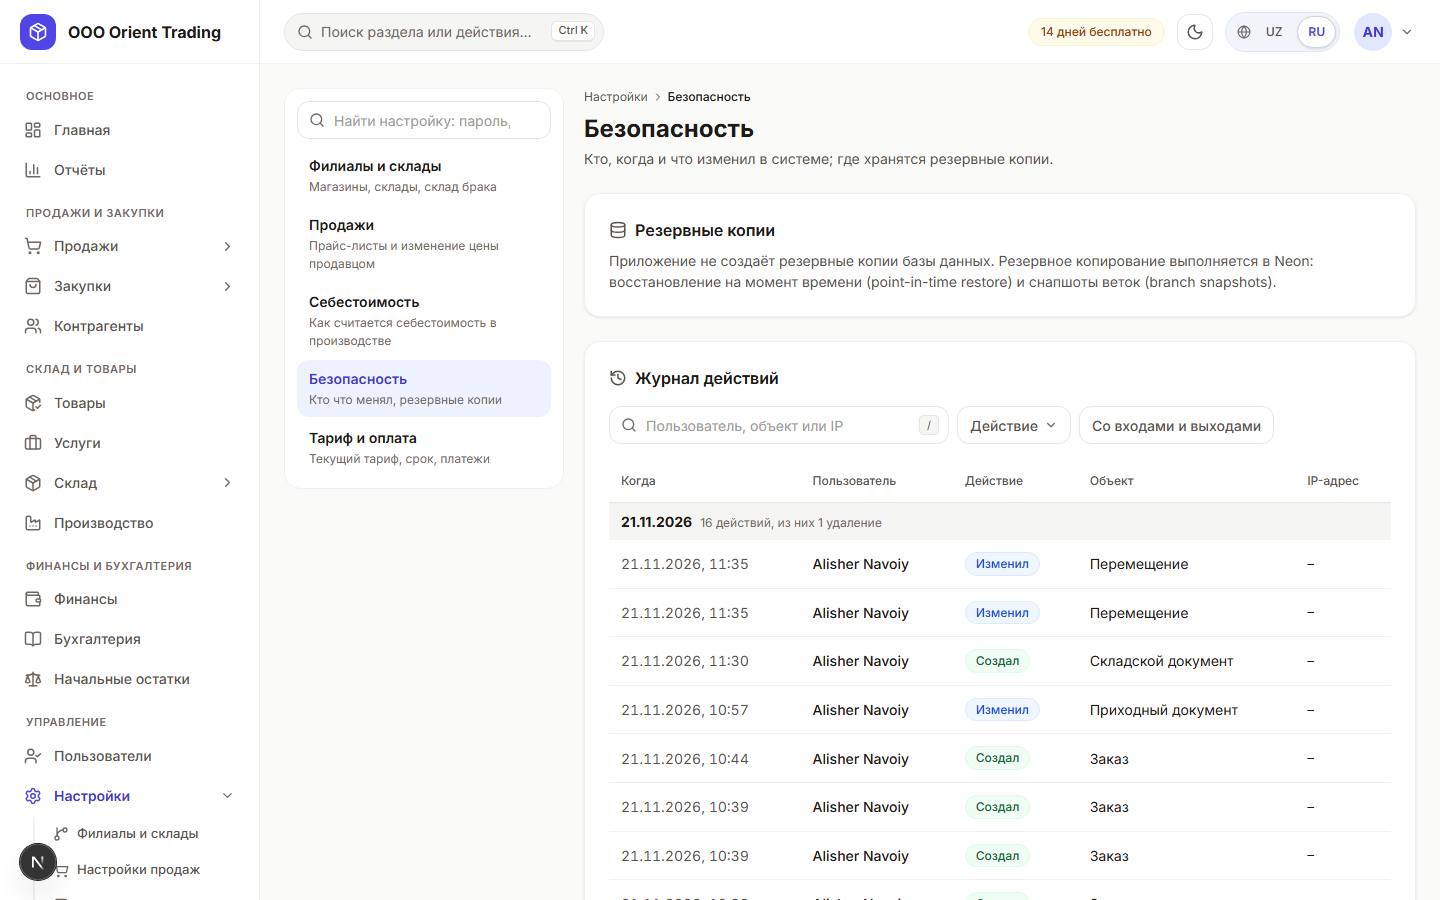 ООО Orient Trading
Поиск раздела или действия...
Ctrl K
14 дней бесплатно
UZ
RU
AN
ОСНОВНОЕ
Главная
Отчёты
ПРОДАЖИ И ЗАКУПКИ
Продажи
Закупки
Контрагенты
СКЛАД И ТОВАРЫ
Товары
Услуги
Склад
Производство
ФИНАНСЫ И БУХГАЛТЕРИЯ
Финансы
Бухгалтерия
Начальные остатки
УПРАВЛЕНИЕ
Пользователи
Настройки
Филиалы и склады
Настройки продаж
N
Найти настройку: пароль,
Филиалы и склады
Магазины, склады, склад брака
Продажи
Прайс-листы и изменение цены
продавцом
Себестоимость
Как считается себестоимость в
производстве
Безопасность
Кто что менял, резервные копии
Тариф и оплата
Текущий тариф, срок, платежи
Настройки > Безопасность
Безопасность
Кто, когда и что изменил в системе; где хранятся резервные копии.
Резервные копии
Приложение не создаёт резервные копии базы данных. Резервное копирование выполняется в Neon:
восстановление на момент времени (point-in-time restore) и снапшоты веток (branch snapshots).
Журнал действий
Пользователь, объект или IP
/
Действие
Со входами и выходами
Когда Пользователь Действие Объект IP-адрес
21.11.2026 16 действий, из них 1 удаление
21.11.2026, 11:35 Alisher Navoiy Изменил Перемещение –
21.11.2026, 11:35 Alisher Navoiy Изменил Перемещение –
21.11.2026, 11:30 Alisher Navoiy Создал Складской документ –
21.11.2026, 10:57 Alisher Navoiy Изменил Приходный документ –
21.11.2026, 10:44 Alisher Navoiy Создал Заказ –
21.11.2026, 10:39 Alisher Navoiy Создал Заказ –
21.11.2026, 10:39 Alisher Navoiy Создал Заказ –